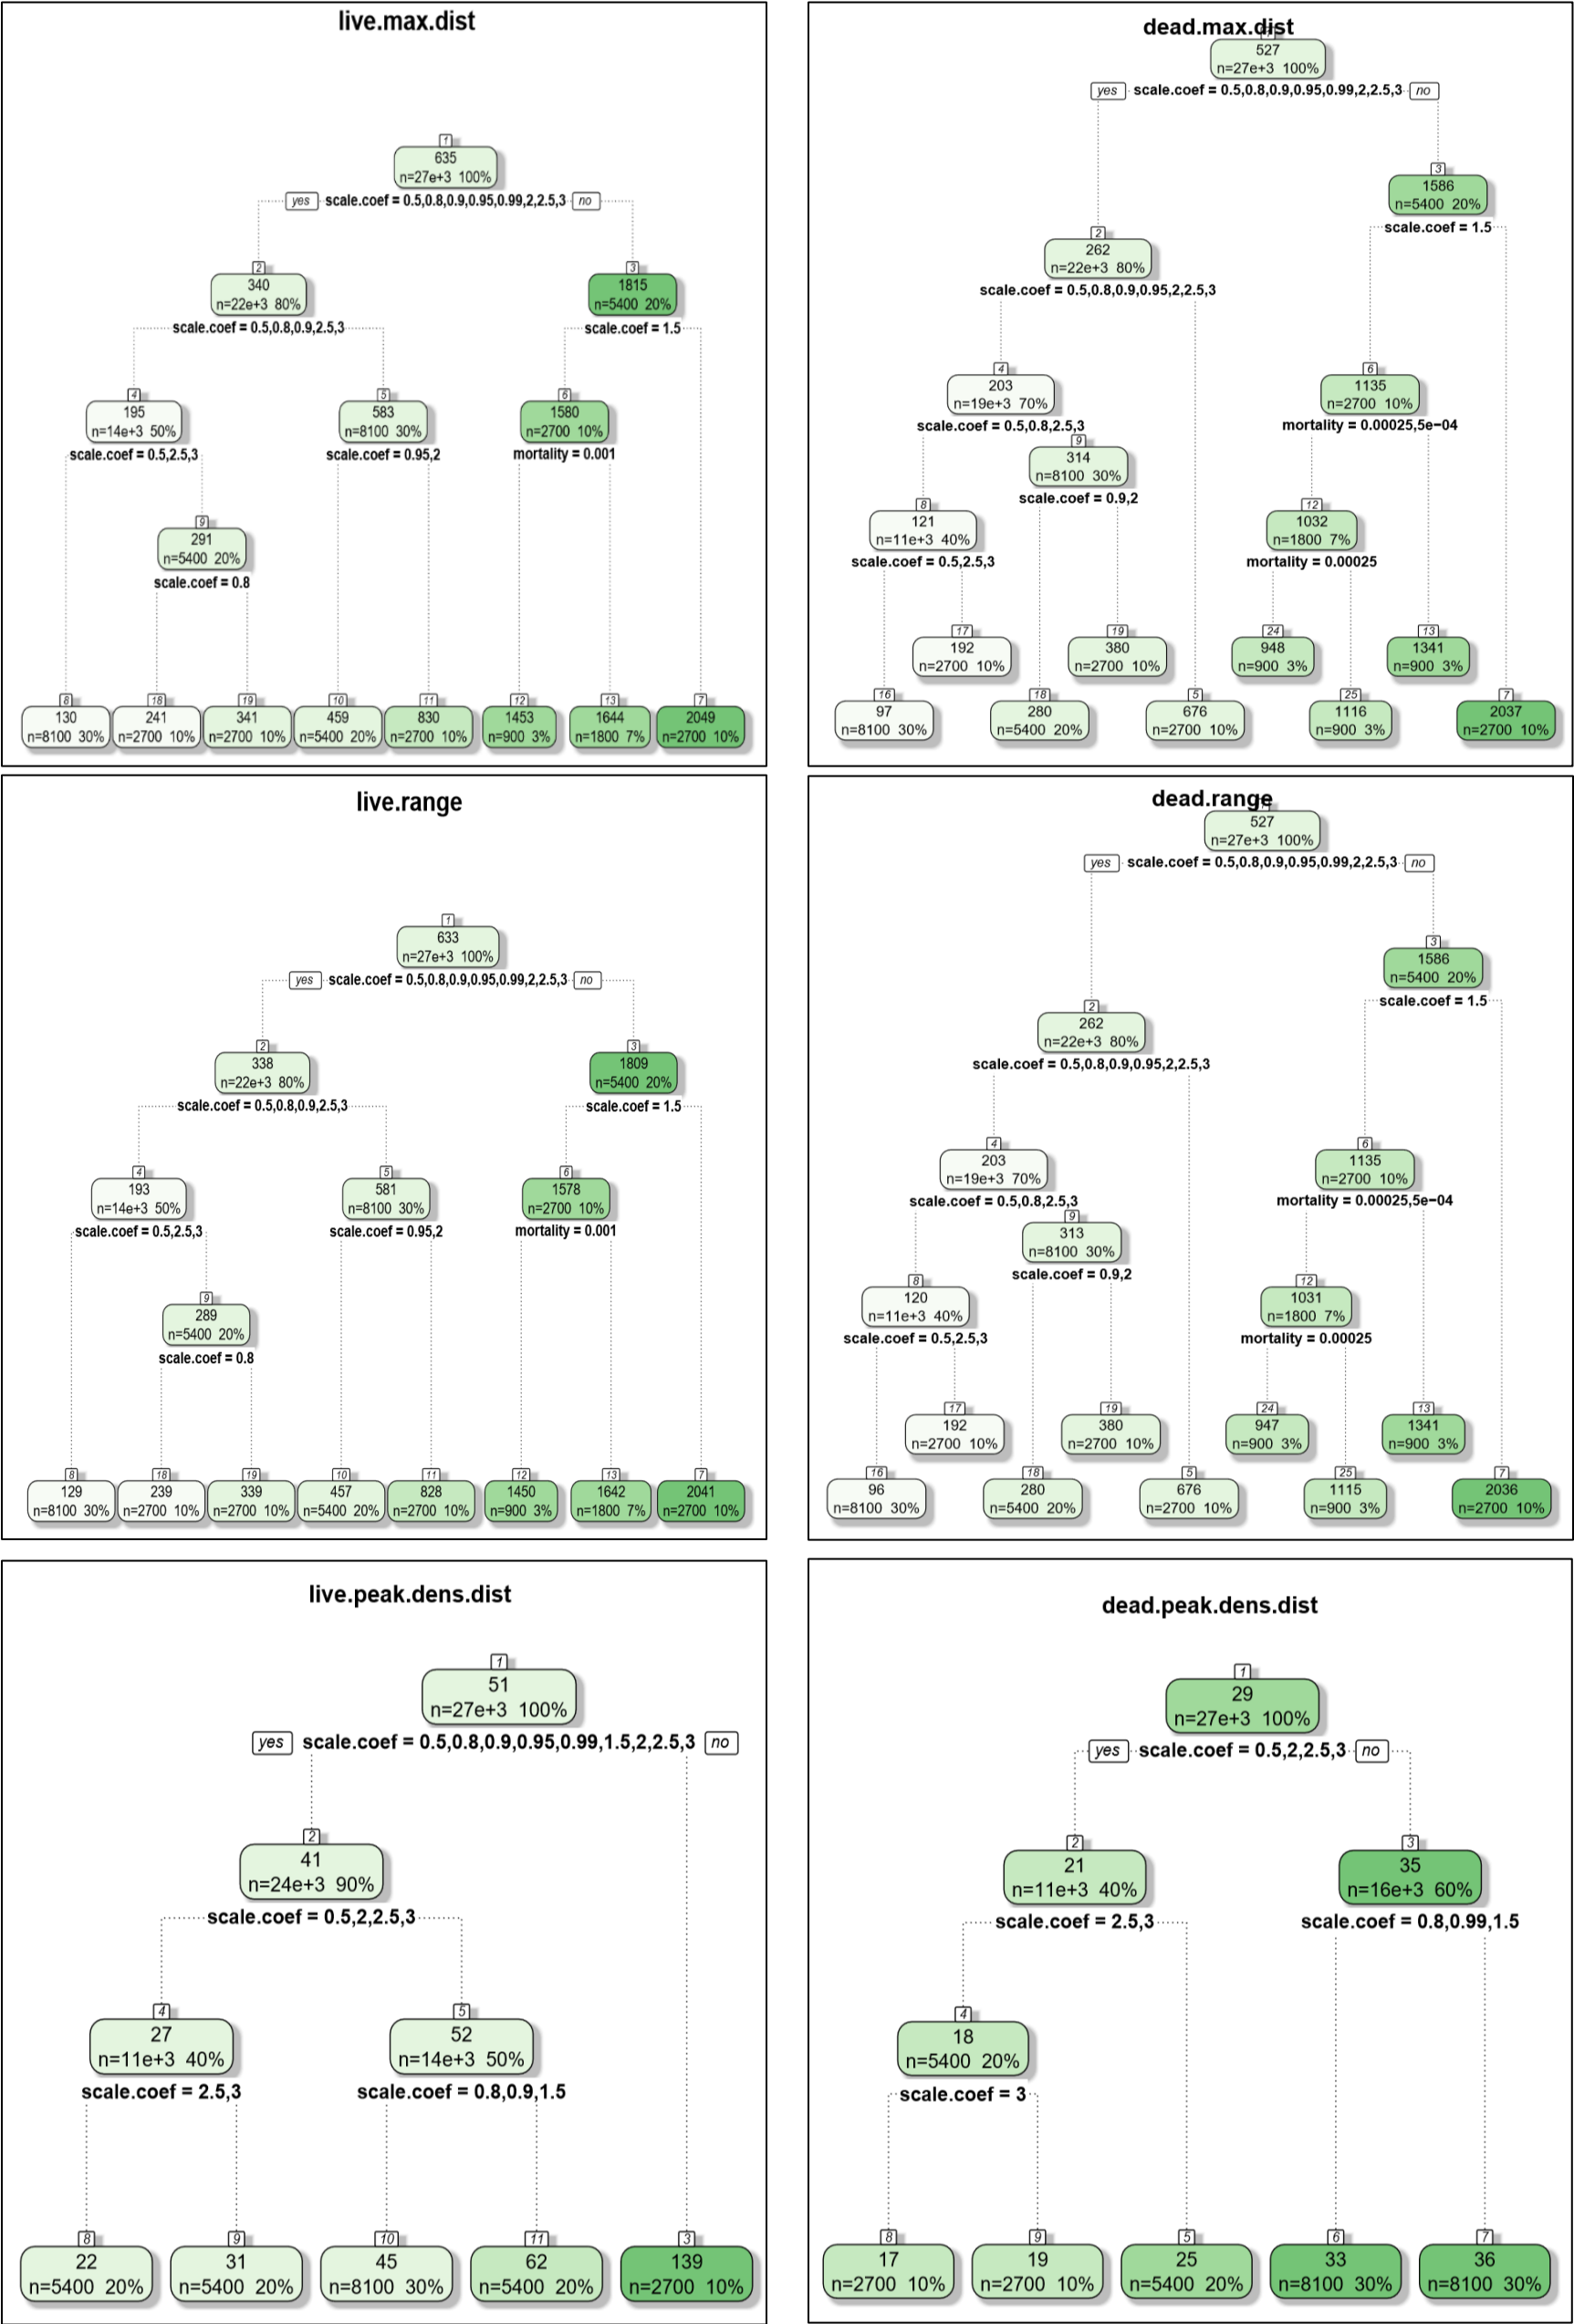 live.max.dist
1
635
n=27e+3 100%
yes scale.coef = 0.5,0.8,0.9,0.95,0.99,2,2.5,3 no
2
340
n=22e+3 80%
scale.coef = 0.5,0.8,0.9,2.5,3
3
1815
n=5400 20%
scale.coef = 1.5
4
195
n=14e+3 50%
scale.coef = 0.5,2.5,3
5
583
n=8100 30%
scale.coef = 0.95,2
6
1580
n=2700 10%
mortality = 0.001
9
291
n=5400 20%
scale.coef = 0.8
8
130
n=8100 30%
18
241
n=2700 10%
19
341
n=2700 10%
10
459
n=5400 20%
11
830
n=2700 10%
12
1453
n=900 3%
13
1644
n=1800 7%
7
2049
n=2700 10%
dead.max.dist
527
n=27e+3 100%
yes scale.coef = 0.5,0.8,0.9,0.95,0.99,2,2.5,3 no
3
1586
n=5400 20%
scale.coef = 1.5
2
262
n=22e+3 80%
scale.coef = 0.5,0.8,0.9,0.95,2,2.5,3
4
203
n=19e+3 70%
scale.coef = 0.5,0.8,2.5,3
6
1135
n=2700 10%
mortality = 0.00025,5e−04
9
314
n=8100 30%
scale.coef = 0.9,2
8
121
n=11e+3 40%
scale.coef = 0.5,2.5,3
12
1032
n=1800 7%
mortality = 0.00025
17
192
n=2700 10%
19
380
n=2700 10%
24
948
n=900 3%
13
1341
n=900 3%
16
97
n=8100 30%
18
280
n=5400 20%
5
676
n=2700 10%
25
1116
n=900 3%
7
2037
n=2700 10%
live.range
1
633
n=27e+3 100%
yes scale.coef = 0.5,0.8,0.9,0.95,0.99,2,2.5,3 no
2
338
n=22e+3 80%
scale.coef = 0.5,0.8,0.9,2.5,3
3
1809
n=5400 20%
scale.coef = 1.5
4
193
n=14e+3 50%
scale.coef = 0.5,2.5,3
5
581
n=8100 30%
scale.coef = 0.95,2
6
1578
n=2700 10%
mortality = 0.001
9
289
n=5400 20%
scale.coef = 0.8
8
129
n=8100 30%
18
239
n=2700 10%
19
339
n=2700 10%
10
457
n=5400 20%
11
828
n=2700 10%
12
1450
n=900 3%
13
1642
n=1800 7%
7
2041
n=2700 10%
dead.range
527
n=27e+3 100%
yes scale.coef = 0.5,0.8,0.9,0.95,0.99,2,2.5,3 no
3
1586
n=5400 20%
scale.coef = 1.5
2
262
n=22e+3 80%
scale.coef = 0.5,0.8,0.9,0.95,2,2.5,3
4
203
n=19e+3 70%
scale.coef = 0.5,0.8,2.5,3
6
1135
n=2700 10%
mortality = 0.00025,5e−04
9
313
n=8100 30%
scale.coef = 0.9,2
8
120
n=11e+3 40%
scale.coef = 0.5,2.5,3
12
1031
n=1800 7%
mortality = 0.00025
17
192
n=2700 10%
19
380
n=2700 10%
24
947
n=900 3%
13
1341
n=900 3%
16
96
n=8100 30%
18
280
n=5400 20%
5
676
n=2700 10%
25
1115
n=900 3%
7
2036
n=2700 10%
live.peak.dens.dist
1
51
n=27e+3 100%
yes scale.coef = 0.5,0.8,0.9,0.95,0.99,1.5,2,2.5,3 no
2
41
n=24e+3 90%
scale.coef = 0.5,2,2.5,3
4
27
n=11e+3 40%
scale.coef = 2.5,3
5
52
n=14e+3 50%
scale.coef = 0.8,0.9,1.5
8
22
n=5400 20%
9
31
n=5400 20%
10
45
n=8100 30%
11
62
n=5400 20%
3
139
n=2700 10%
dead.peak.dens.dist
1
29
n=27e+3 100%
yes scale.coef = 0.5,2,2.5,3 no
2
21
n=11e+3 40%
scale.coef = 2.5,3
3
35
n=16e+3 60%
scale.coef = 0.8,0.99,1.5
4
18
n=5400 20%
scale.coef = 3
8
17
n=2700 10%
9
19
n=2700 10%
5
25
n=5400 20%
6
33
n=8100 30%
7
36
n=8100 30%